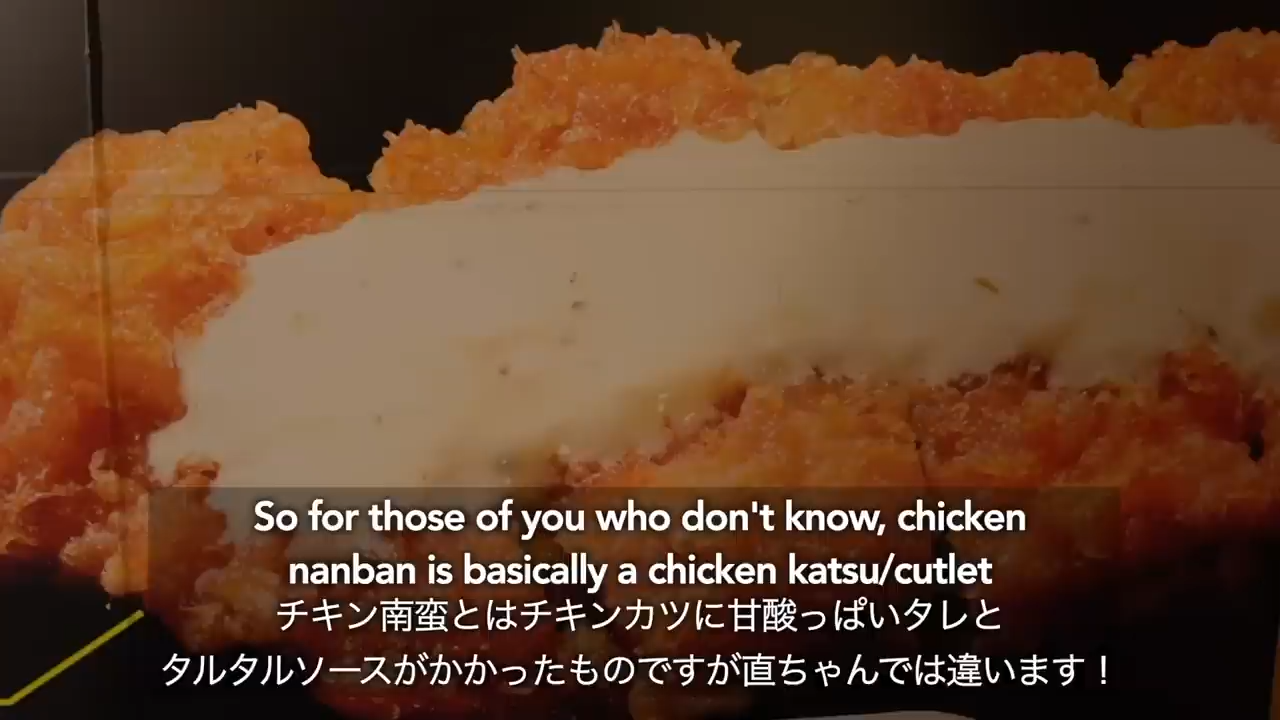 So for those of you who don't know, chicken
nanban is basically a chicken katsu/cutlet
チキン南蛮とはチキンカツに甘酸っぱいタレと
タルタルソースがかかったものですが直ちゃんでは違います！